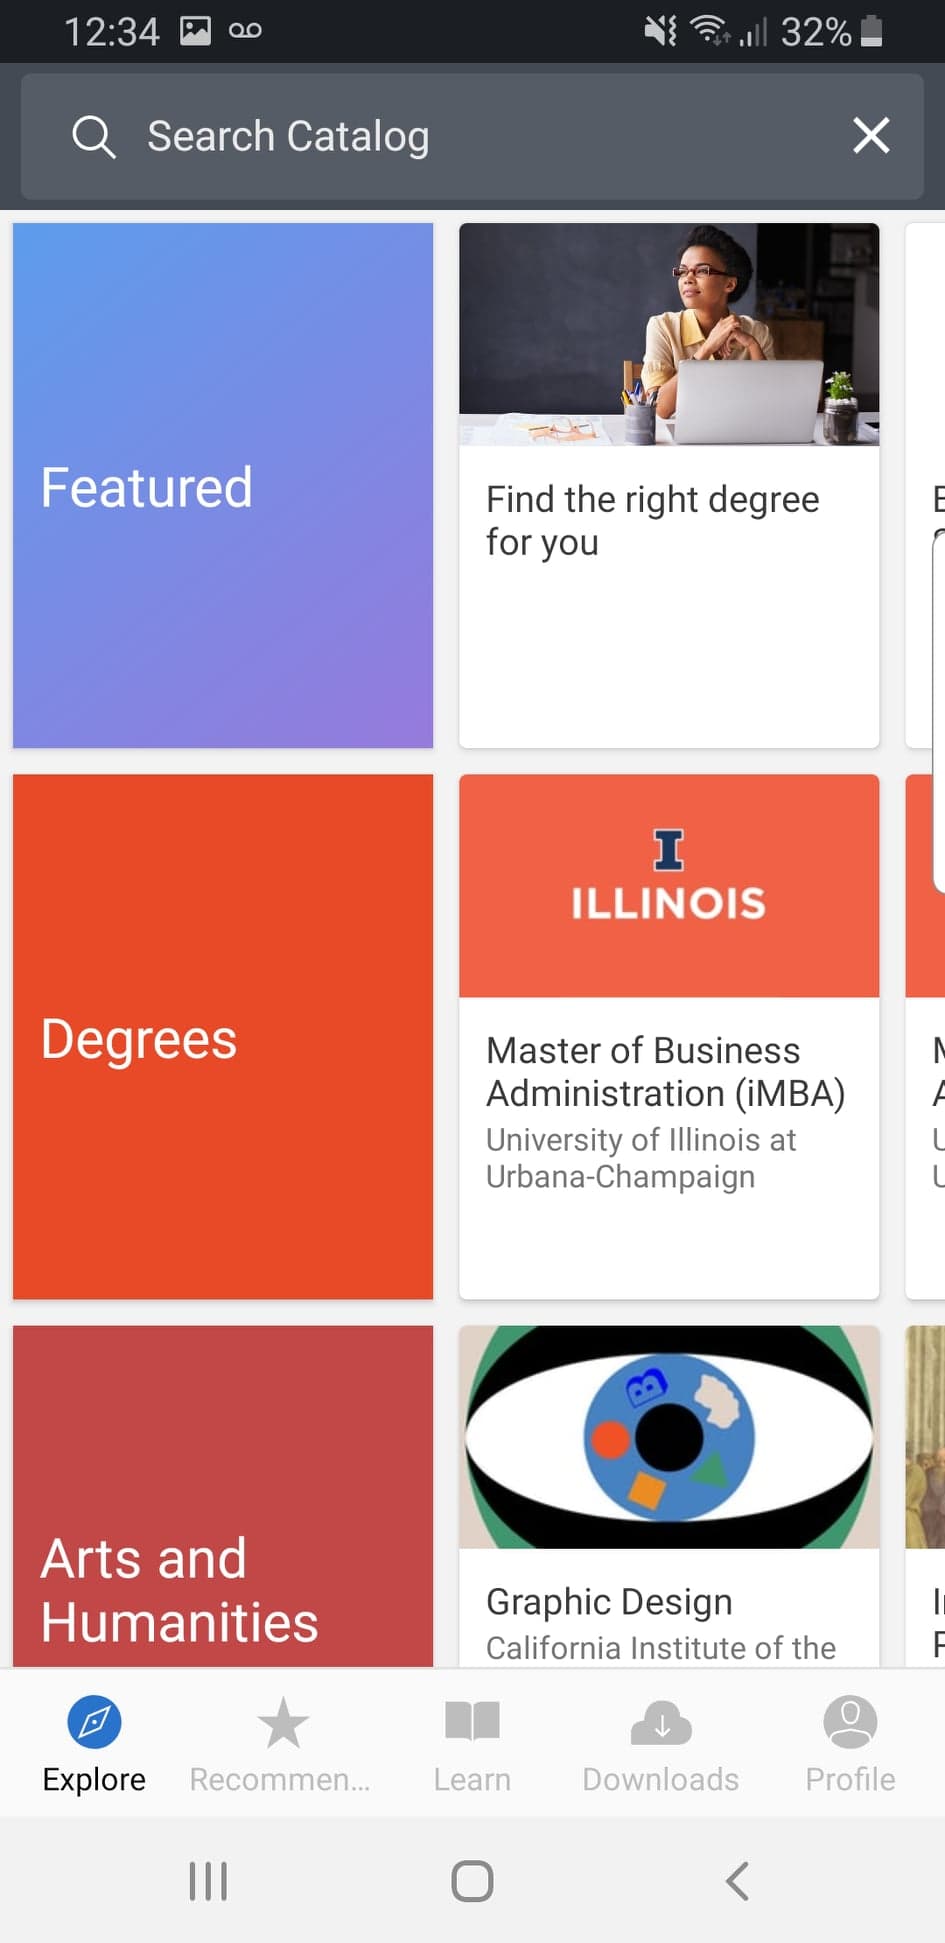 12:34
32%
Search Catalog
Featured
Find the right degree
for you
Degrees
I
ILLINOIS
Master of Business
Administration (iMBA)
University of Illinois at
Urbana-Champaign
Arts and
Humanities
B
Graphic Design
California Institute of the
Explore
Recommen...
Learn
Downloads
Profile